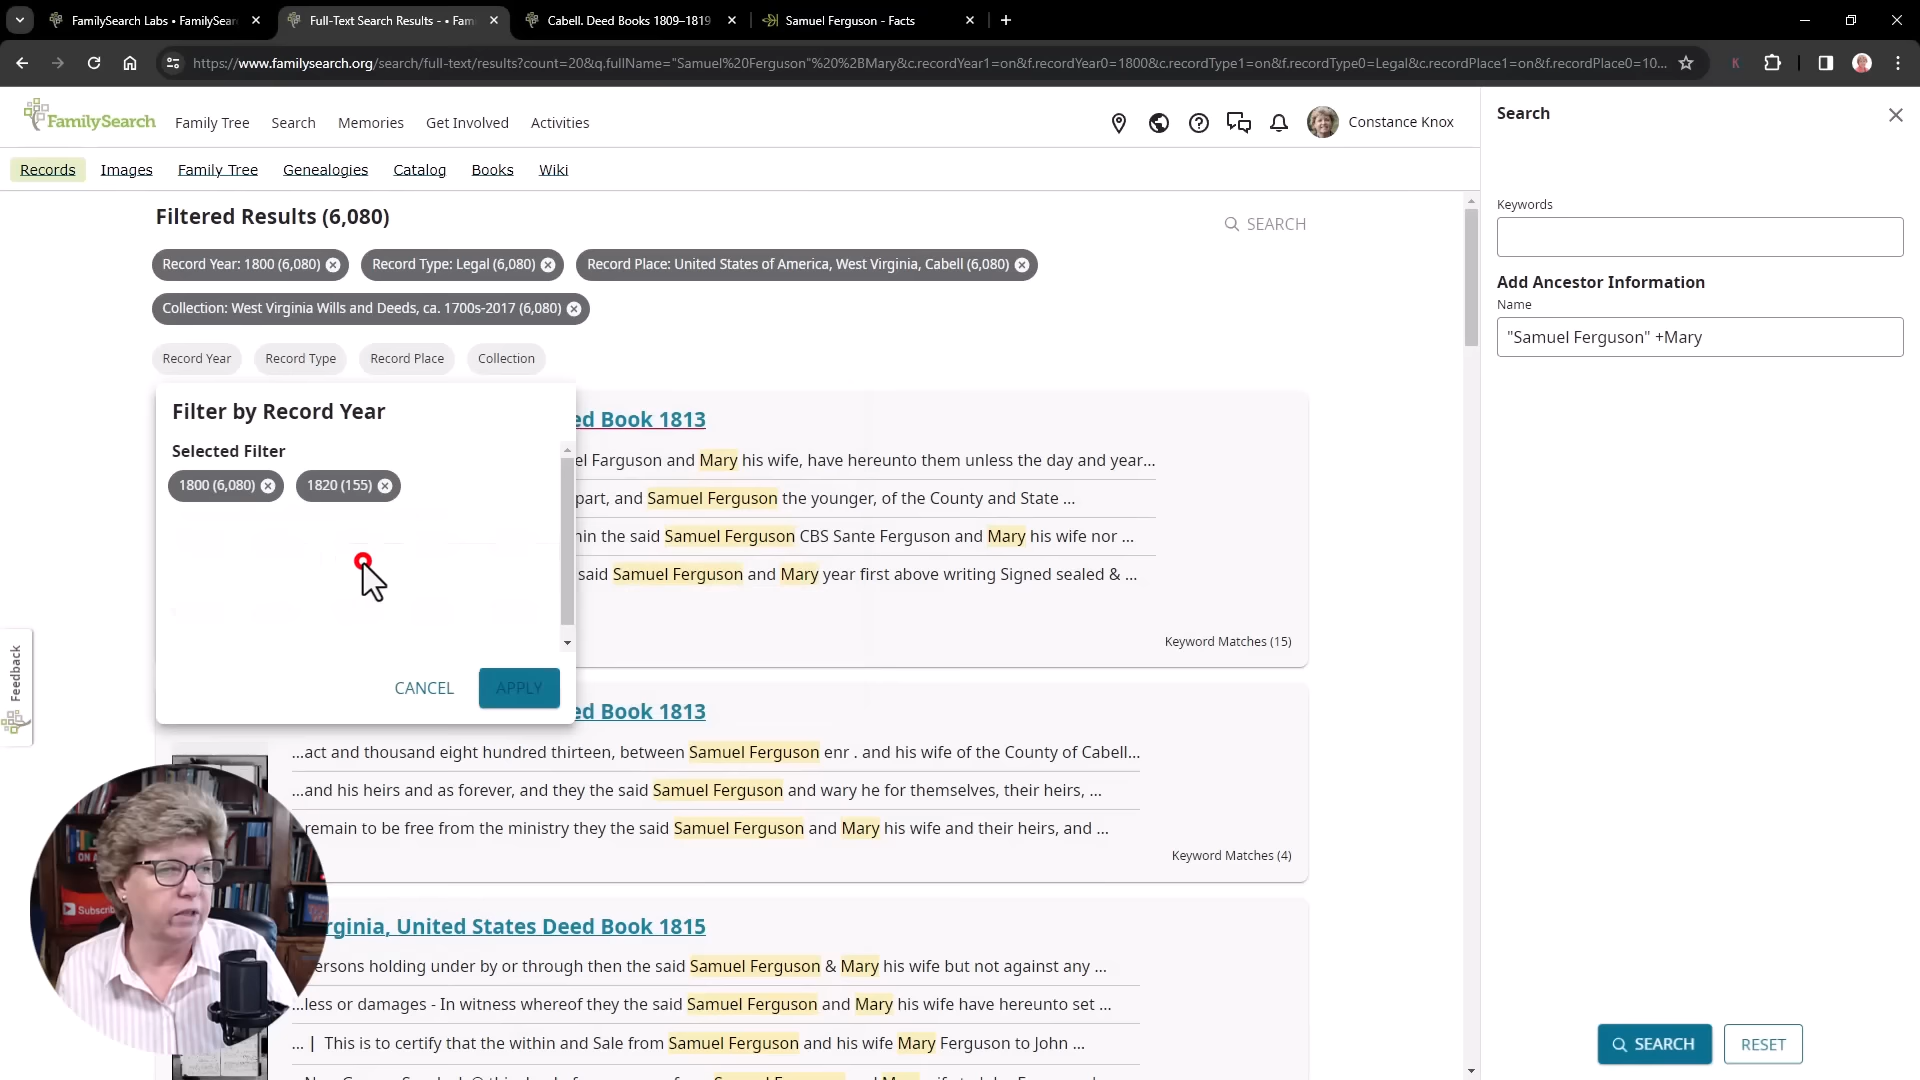 FamilySearch Labs • FamilySear
Full-Text Search Results - • Fam
Cabell. Deed Books 1809–1819
Samuel Ferguson - Facts
https://www.familysearch.org/search/full-text/results?count=20&q.fullName="Samuel%20Ferguson"%20%2BMary&c.recordYear1=on&f.recordYear0=1800&c.recordType1=on&f.recordType0=Legal&c.recordPlace1=on&f.recordPlace0=10...
K
FamilySearch
Family Tree
Search
Memories
Get Involved
Activities
Constance Knox
Records
Images
Family Tree
Genealogies
Catalog
Books
Wiki
Filtered Results (6,080)
SEARCH
Record Year: 1800 (6,080)
Record Type: Legal (6,080)
Record Place: United States of America, West Virginia, Cabell (6,080)
Collection: West Virginia Wills and Deeds, ca. 1700s-2017 (6,080)
Record Year
Record Type
Record Place
Collection
Filter by Record Year
Selected Filter
1800 (6,080)
1820 (155)
CANCEL
APPLY
ed Book 1813
el Farguson and Mary his wife, have hereunto them unless the day and year...
part, and Samuel Ferguson the younger, of the County and State ...
hin the said Samuel Ferguson CBS Sante Ferguson and Mary his wife nor ...
said Samuel Ferguson and Mary year first above writing Signed sealed & ...
Keyword Matches (15)
ed Book 1813
...act and thousand eight hundred thirteen, between Samuel Ferguson enr . and his wife of the County of Cabell...
...and his heirs and as forever, and they the said Samuel Ferguson and wary he for themselves, their heirs, ...
remain to be free from the ministry they the said Samuel Ferguson and Mary his wife and their heirs, and ...
Keyword Matches (4)
rginia, United States Deed Book 1815
ersons holding under by or through then the said Samuel Ferguson & Mary his wife but not against any ...
...less or damages - In witness whereof they the said Samuel Ferguson and Mary his wife have hereunto set ...
... | This is to certify that the within and Sale from Samuel Ferguson and his wife Mary Ferguson to John ...
Feedback
ON A
Subscri
Search
Keywords
Add Ancestor Information
Name
"Samuel Ferguson" +Mary
SEARCH
RESET